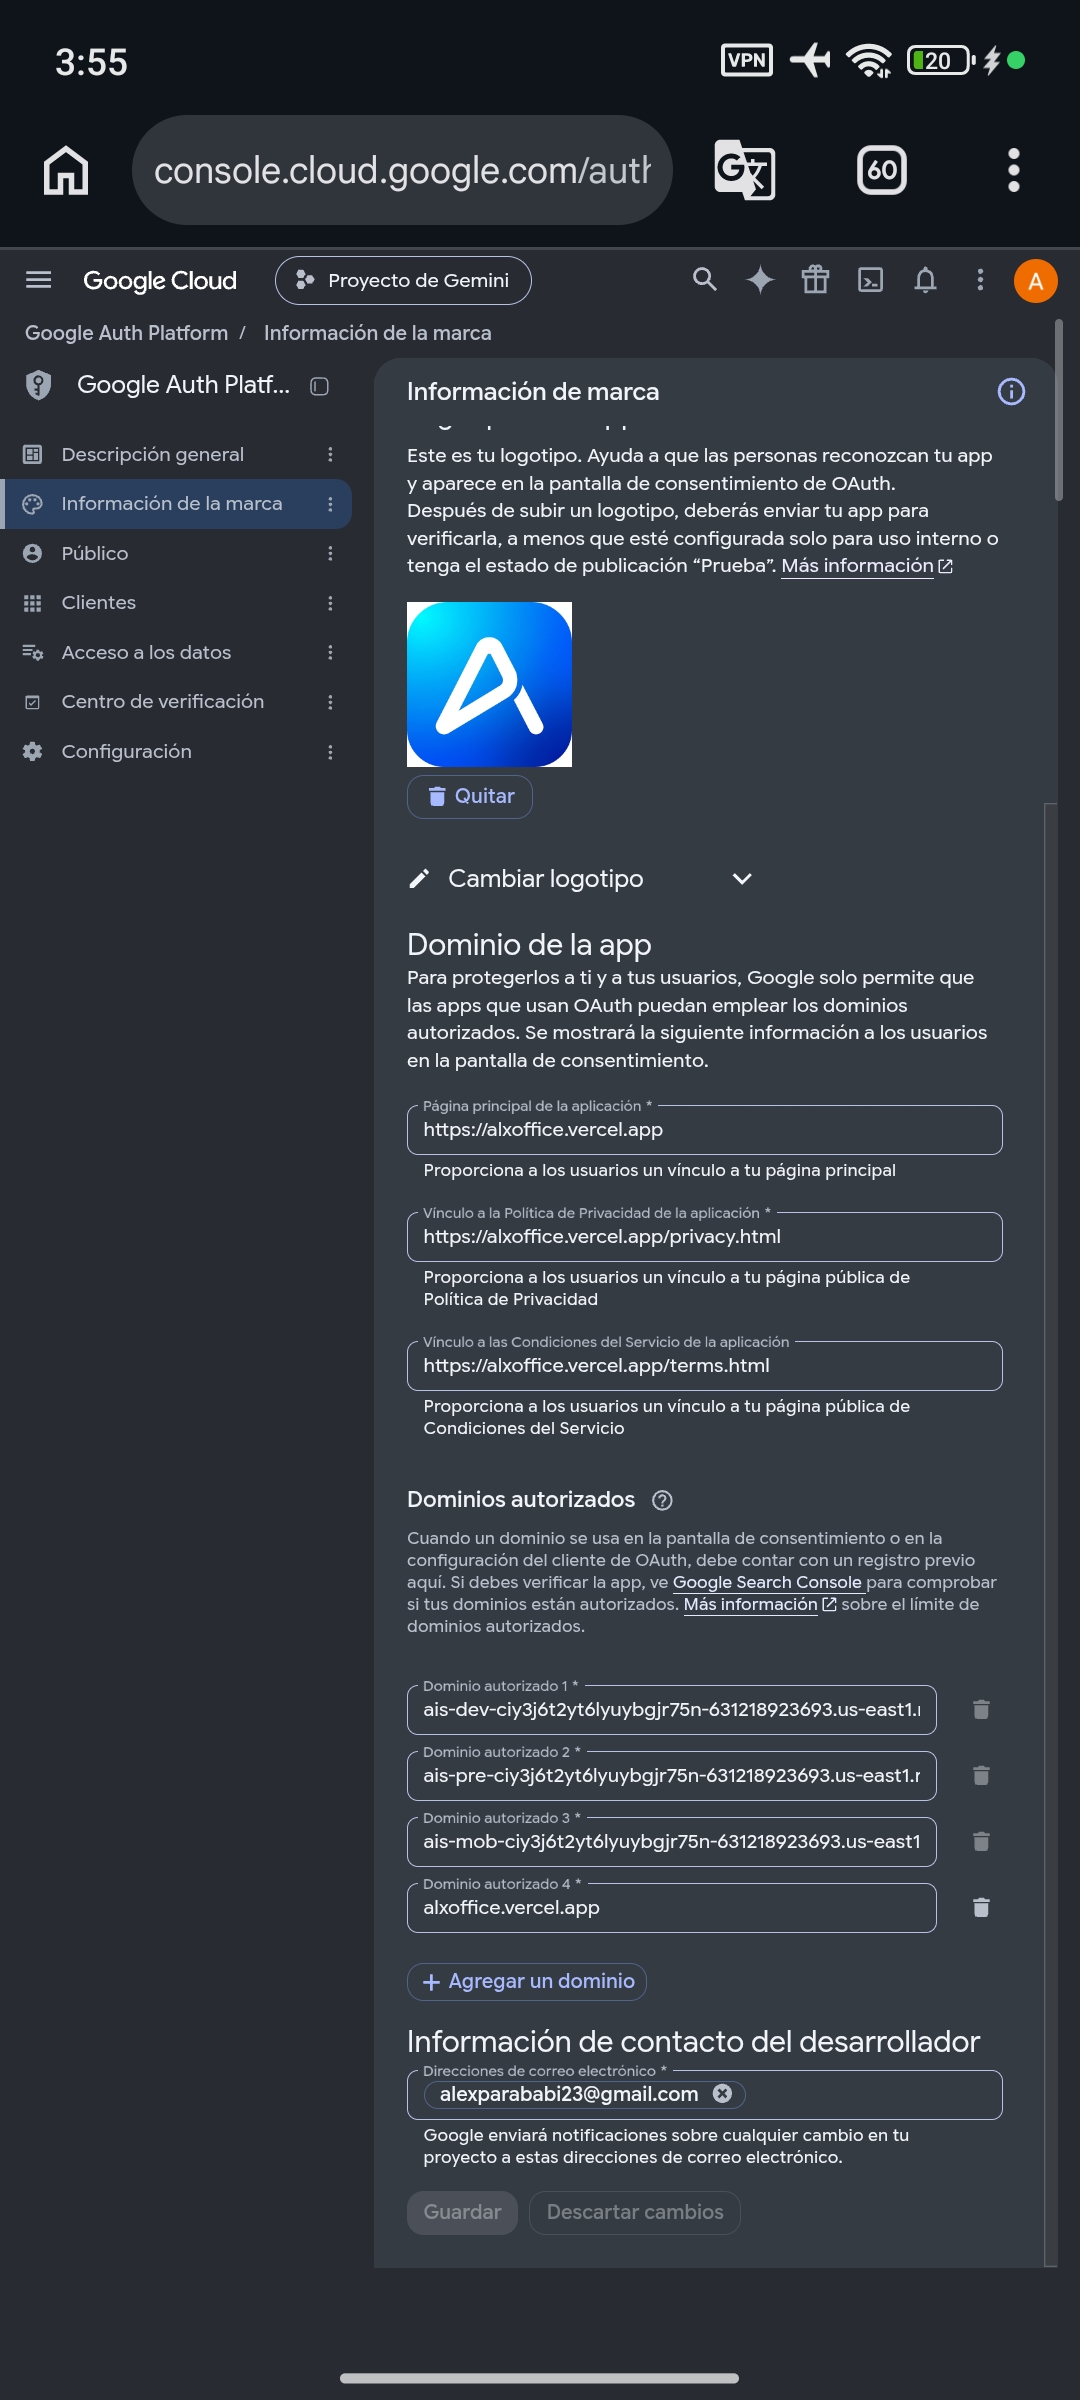 3:55
VPN
20
console.cloud.google.com/auth
60
Google Cloud
Proyecto de Gemini
A
Google Auth Platform / Información de la marca
Google Auth Platf...
Descripción general
Información de la marca
Público
Clientes
Acceso a los datos
Centro de verificación
Configuración
Información de marca
Este es tu logotipo. Ayuda a que las personas reconozcan tu app
y aparece en la pantalla de consentimiento de OAuth.
Después de subir un logotipo, deberás enviar tu app para
verificarla, a menos que esté configurada solo para uso interno o
tenga el estado de publicación “Prueba”. Más información
Quitar
Cambiar logotipo
Dominio de la app
Para protegerlos a ti y a tus usuarios, Google solo permite que
las apps que usan OAuth puedan emplear los dominios
autorizados. Se mostrará la siguiente información a los usuarios
en la pantalla de consentimiento.
Página principal de la aplicación *
https://alxoffice.vercel.app
Proporciona a los usuarios un vínculo a tu página principal
Vínculo a la Política de Privacidad de la aplicación *
https://alxoffice.vercel.app/privacy.html
Proporciona a los usuarios un vínculo a tu página pública de
Política de Privacidad
Vínculo a las Condiciones del Servicio de la aplicación
https://alxoffice.vercel.app/terms.html
Proporciona a los usuarios un vínculo a tu página pública de
Condiciones del Servicio
Dominios autorizados
Cuando un dominio se usa en la pantalla de consentimiento o en la
configuración del cliente de OAuth, debe contar con un registro previo
aquí. Si debes verificar la app, ve Google Search Console para comprobar
si tus dominios están autorizados. Más información sobre el límite de
dominios autorizados.
Dominio autorizado 1 *
ais-dev-ciy3j6t2yt6lyuybgjr75n-631218923693.us-east1.r
Dominio autorizado 2 *
ais-pre-ciy3j6t2yt6lyuybgjr75n-631218923693.us-east1.r
Dominio autorizado 3 *
ais-mob-ciy3j6t2yt6lyuybgjr75n-631218923693.us-east1
Dominio autorizado 4 *
alxoffice.vercel.app
+ Agregar un dominio
Información de contacto del desarrollador
Direcciones de correo electrónico *
alexparababi23@gmail.com
Google enviará notificaciones sobre cualquier cambio en tu
proyecto a estas direcciones de correo electrónico.
Guardar
Descartar cambios